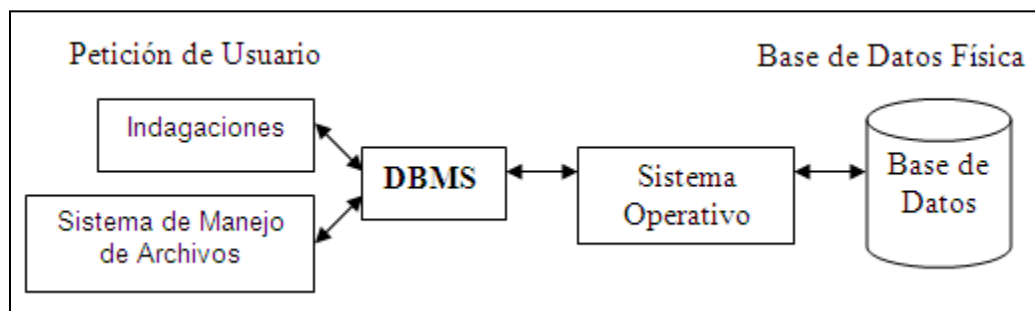 Petición de Usuario
Base de Datos Física
Indagaciones
DBMS
Sistema
Operativo
Base de
Datos
Sistema de Manejo
de Archivos